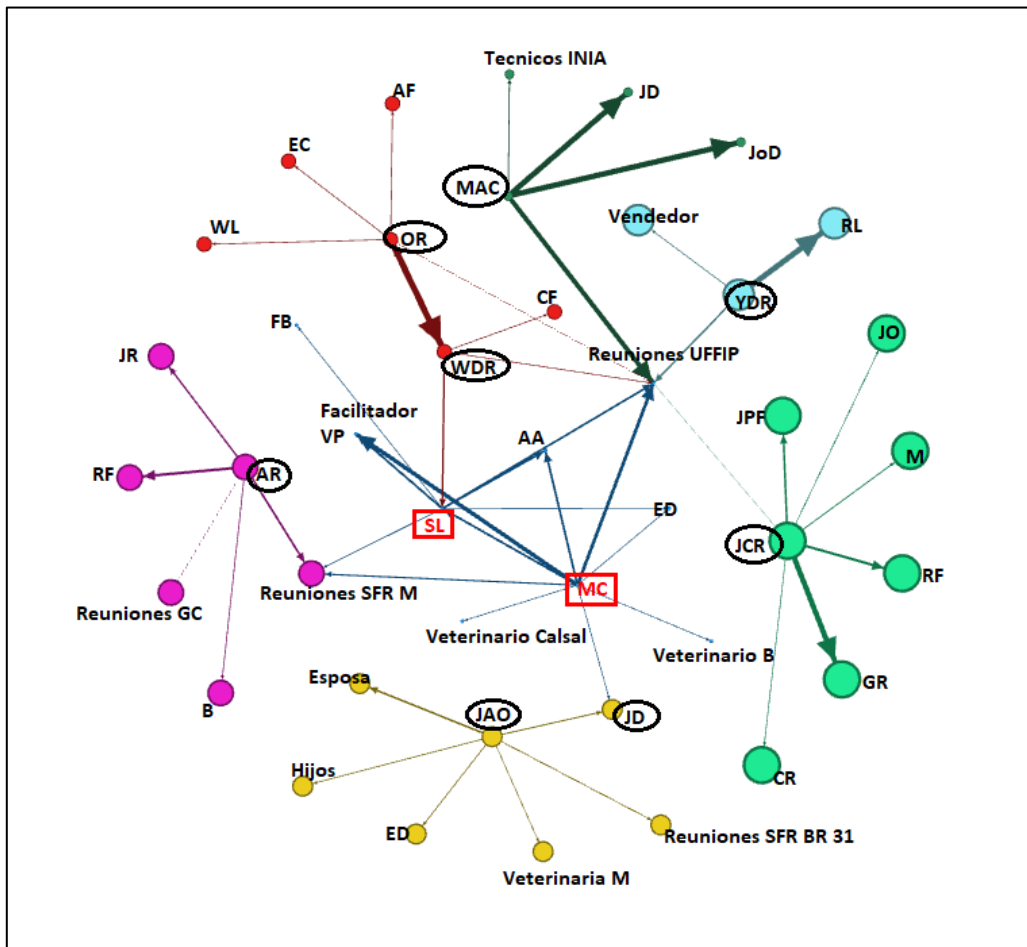 Tecnicos INIA
AF
JD
EC
JoD
MAC
WL
OR
Vendedor
RL
CF
YDR
FB
JR
WDR
Reuniones UFFIP
JO
Facilitador
VP
AA
JPF
M
RF
AR
SL
ED
JCR
RF
Reuniones GC
Reuniones SFR M
MC
Veterinario Calsal
Veterinario B
Esposa
B
JAO
JD
GR
Hijos
CR
ED
Reuniones SFR BR 31
Veterinaria M